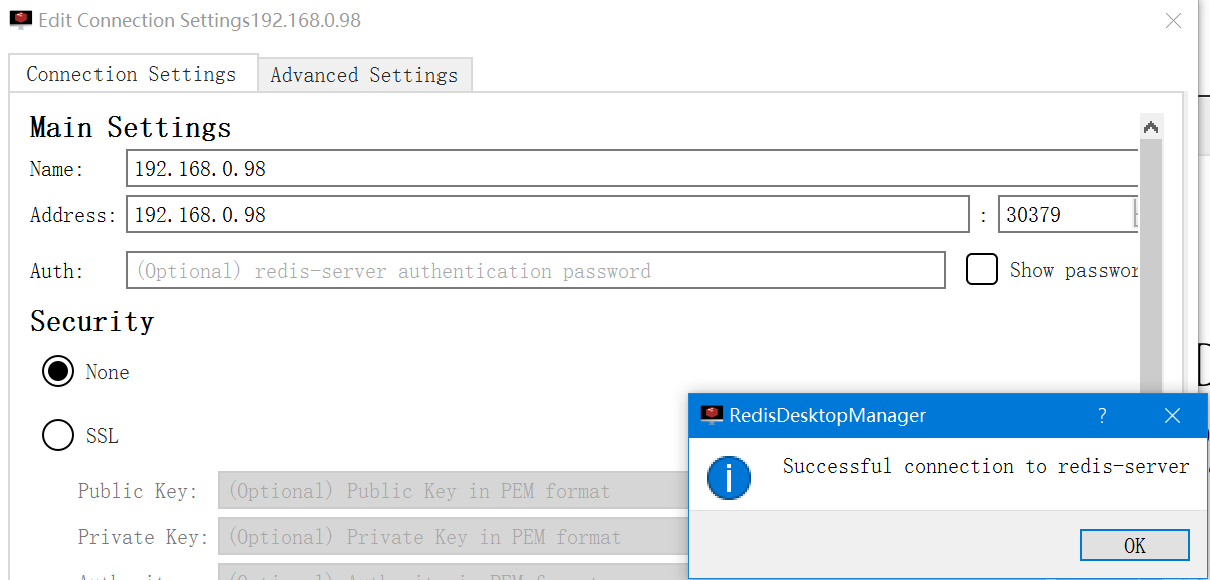 Edit Connection Settings192.168.0.98
Connection Settings
Advanced Settings
Main Settings
Name: 192.168.0.98
Address: 192.168.0.98 : 30379
Auth: (Optional) redis-server authentication password Show passwor
Security
None
SSL
Public Key: (Optional) Public Key in PEM format
Private Key: (Optional) Private Key in PEM format
RedisDesktopManager ?
Successful connection to redis-server
OK